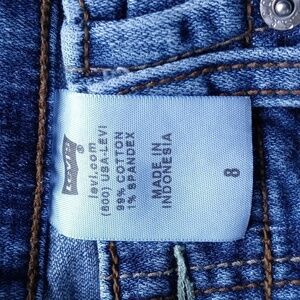 LEVI'S
®
levi.com
(800) USA-LEVI
99% COTTON
1% SPANDEX
MADE IN
INDONESIA
8